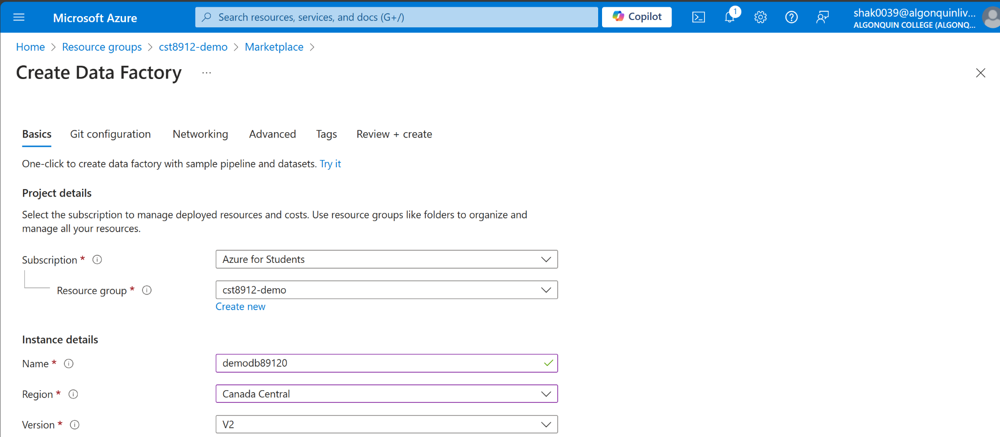 Microsoft Azure
Search resources, services, and docs (G+/)
Copilot
1
shak0039@algonquinliv...
ALGONQUIN COLLEGE (ALGONQ...
Home > Resource groups > cst8912-demo > Marketplace >
Create Data Factory ...
Basics Git configuration Networking Advanced Tags Review + create
One-click to create data factory with sample pipeline and datasets. Try it
Project details
Select the subscription to manage deployed resources and costs. Use resource groups like folders to organize and
manage all your resources.
Subscription * Azure for Students
Resource group * cst8912-demo
Create new
Instance details
Name * demodb89120
Region * Canada Central
Version * V2